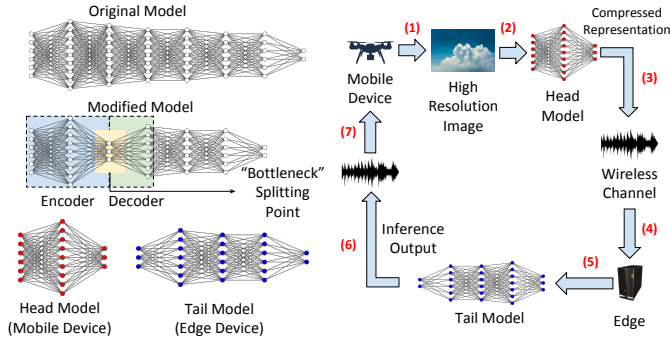 Original Model
Modified Model
Encoder
Decoder
“Bottleneck”
Splitting
Point
Head Model
(Mobile Device)
Tail Model
(Edge Device)
(1)
(2)
Compressed
Representation
(3)
Mobile
Device
High
Resolution
Image
Head
Model
(7)
Wireless
Channel
(4)
Inference
Output
(6)
(5)
Tail Model
Edge